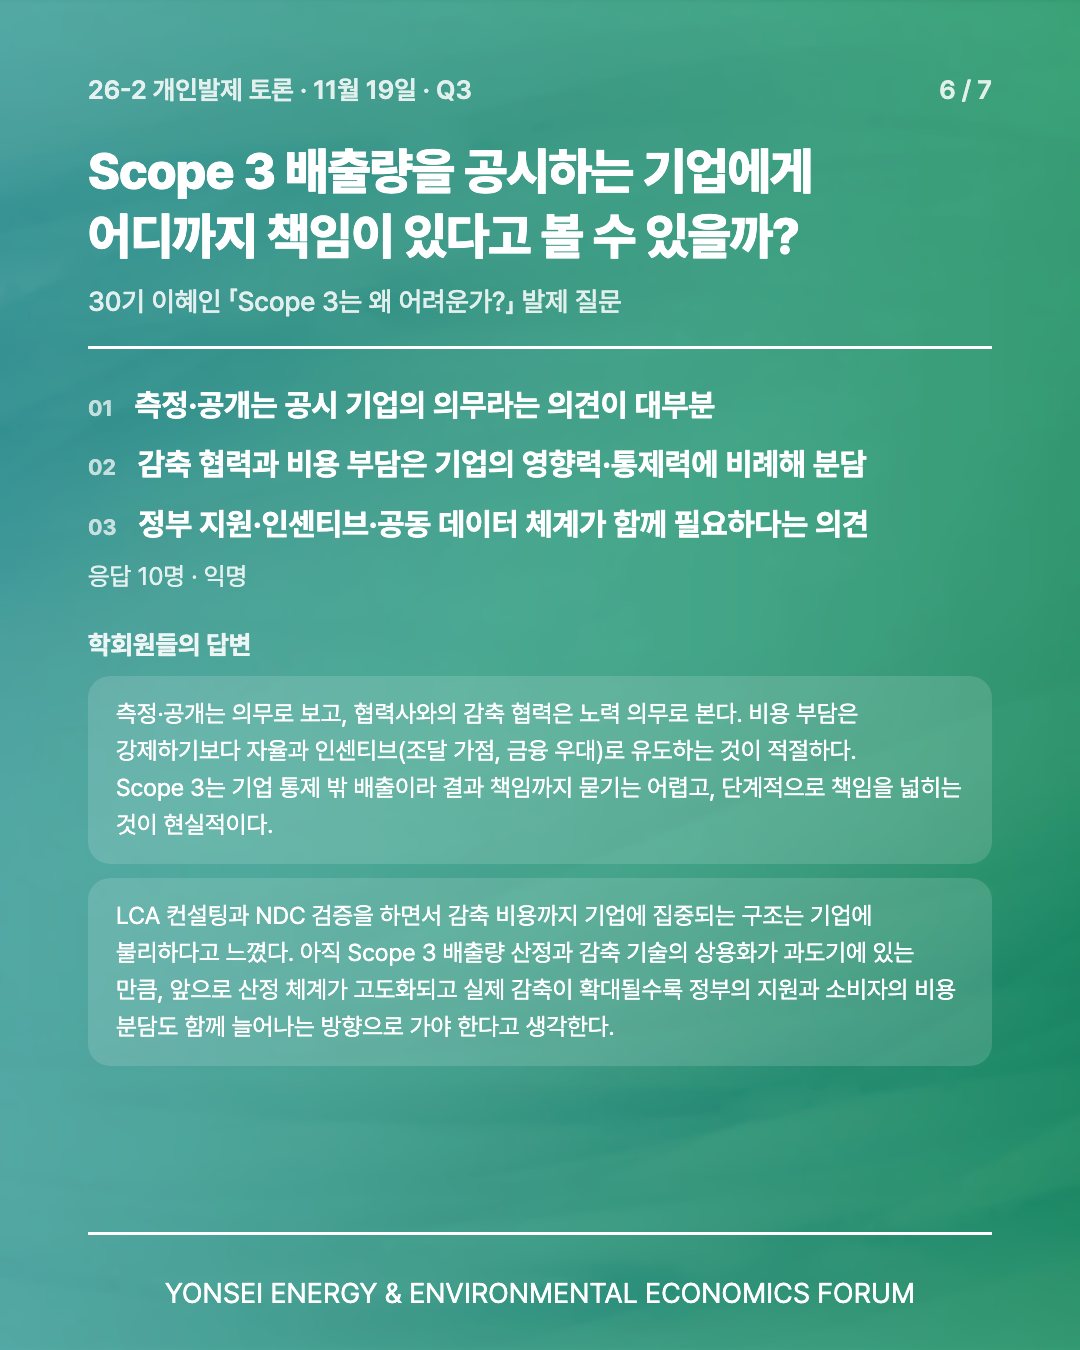 26-2 개인발제 토론 · 11월 19일 · Q3
6 / 7
Scope 3 배출량을 공시하는 기업에게
어디까지 책임이 있다고 볼 수 있을까?
30기 이혜인 「Scope 3는 왜 어려운가?」 발제 질문
01 측정·공개는 공시 기업의 의무라는 의견이 대부분
02 감축 협력과 비용 부담은 기업의 영향력·통제력에 비례해 분담
03 정부 지원·인센티브·공동 데이터 체계가 함께 필요하다는 의견
응답 10명 · 익명
학회원들의 답변
측정·공개는 의무로 보고, 협력사와의 감축 협력은 노력 의무로 본다. 비용 부담은
강제하기보다 자율과 인센티브(조달 가점, 금융 우대)로 유도하는 것이 적절하다.
Scope 3는 기업 통제 밖 배출이라 결과 책임까지 묻기는 어렵고, 단계적으로 책임을 넓히는
것이 현실적이다.
LCA 컨설팅과 NDC 검증을 하면서 감축 비용까지 기업에 집중되는 구조는 기업에
불리하다고 느꼈다. 아직 Scope 3 배출량 산정과 감축 기술의 상용화가 과도기에 있는
만큼, 앞으로 산정 체계가 고도화되고 실제 감축이 확대될수록 정부의 지원과 소비자의 비용
분담도 함께 늘어나는 방향으로 가야 한다고 생각한다.
YONSEI ENERGY & ENVIRONMENTAL ECONOMICS FORUM